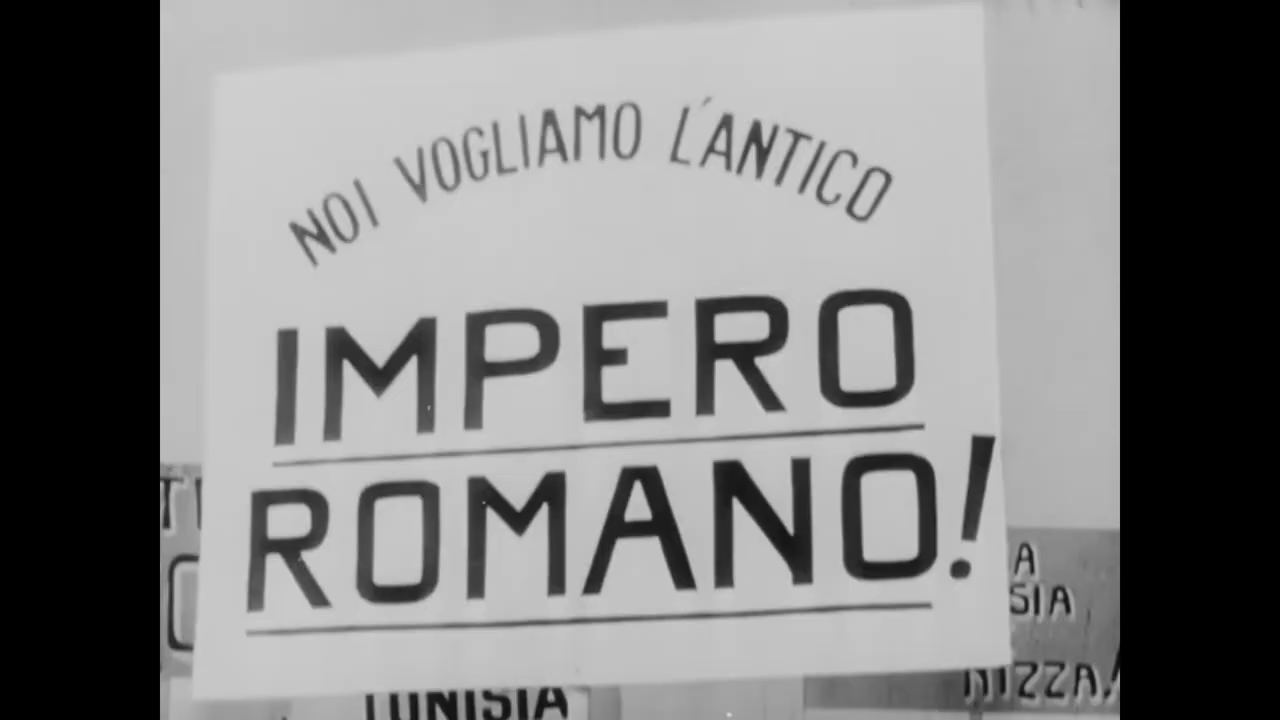 NOI VOGLIAMO L'ANTICO
IMPERO
ROMANO!
TUNISIA
NIZZA!